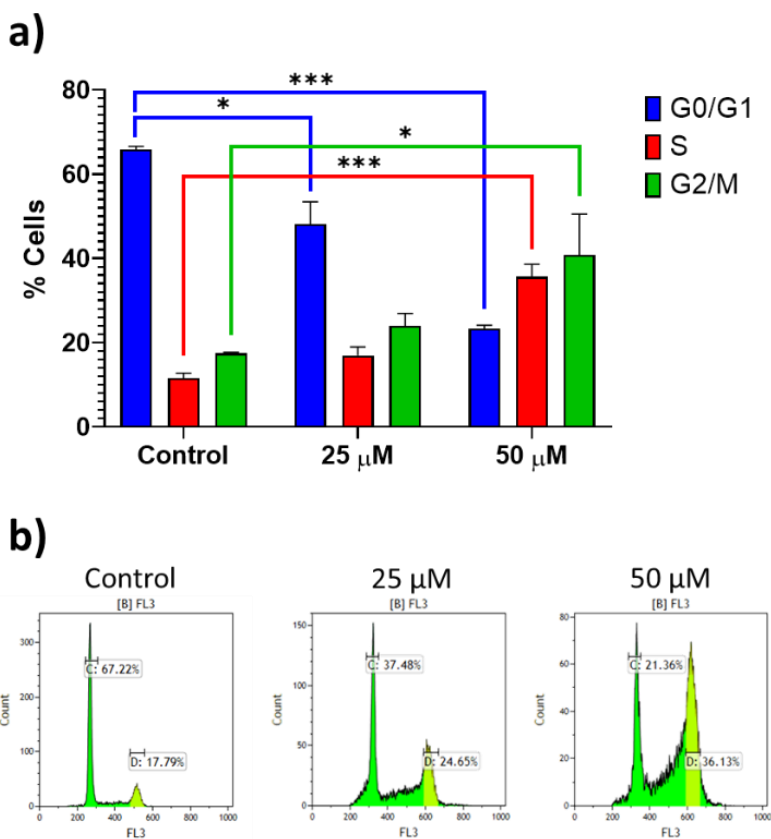 a)
***
*
*
***
80
60
40
20
0
% Cells
Control
25 μM
50 μM
G0/G1
S
G2/M
b)
Control
25 μM
50 μM
[B] FL3
[B] FL3
[B] FL3
300
200
100
0
Count
C: 67.22%
D: 17.79%
0 200 400 600 800 1000
FL3
150
100
50
0
Count
C: 37.48%
D: 24.65%
0 200 400 600 800 1000
FL3
80
60
40
20
0
Count
C: 21.36%
D: 36.13%
0 200 400 600 800 1000
FL3